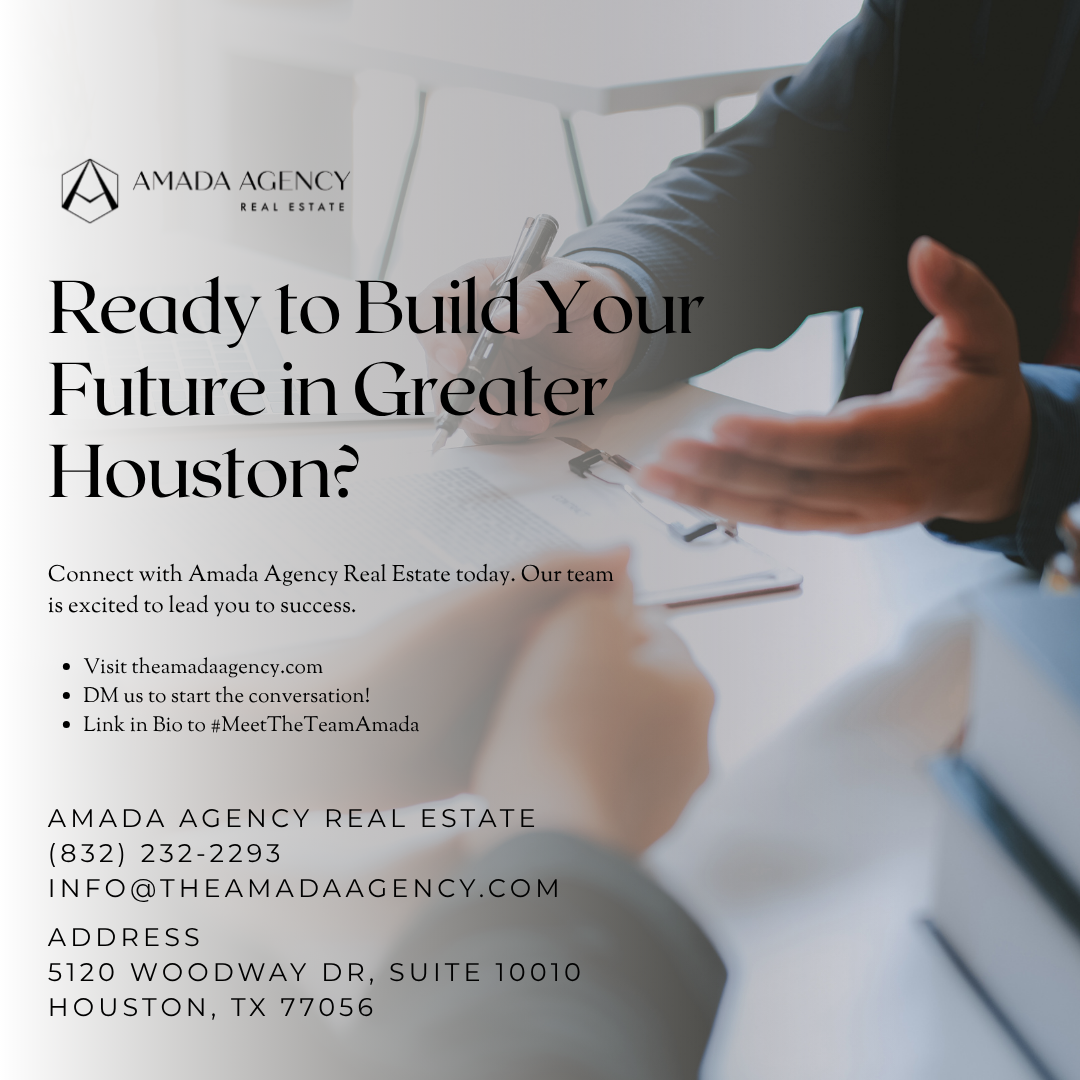 AMADA AGENCY
REAL ESTATE
Ready to Build Your
Future in Greater
Houston?
Connect with Amada Agency Real Estate today. Our team
is excited to lead you to success.
• Visit theamadaagency.com
• DM us to start the conversation!
• Link in Bio to #MeetTheTeamAmada
AMADA AGENCY REAL ESTATE
(832) 232-2293
INFO@THEAMADAAGENCY.COM
ADDRESS
5120 WOODWAY DR, SUITE 10010
HOUSTON, TX 77056